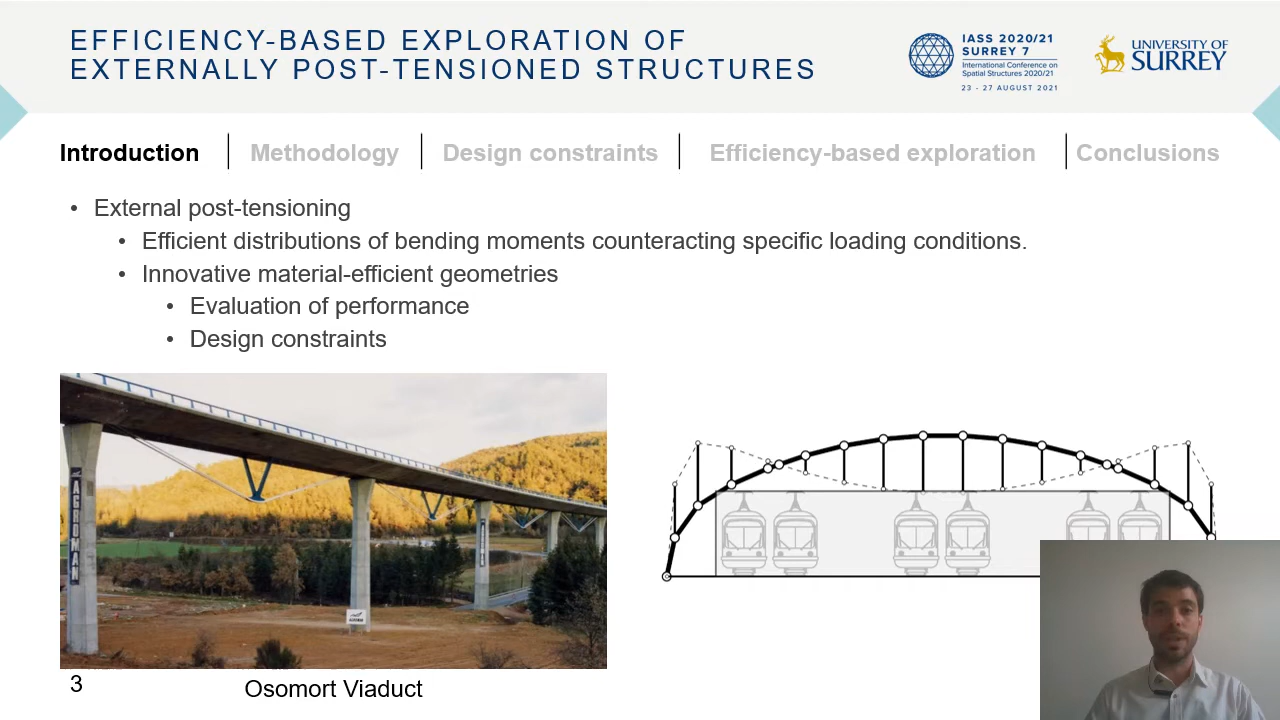 EFFICIENCY-BASED EXPLORATION OF
EXTERNALLY POST-TENSIONED STRUCTURES
IASS 2020/21
SURREY 7
International Conference on
Spatial Structures 2020/21
23 - 27 AUGUST 2021
UNIVERSITY OF
SURREY
Introduction
Methodology
Design constraints
Efficiency-based exploration
Conclusions
• External post-tensioning
• Efficient distributions of bending moments counteracting specific loading conditions.
• Innovative material-efficient geometries
• Evaluation of performance
• Design constraints
AGROMAN
3
Osomort Viaduct